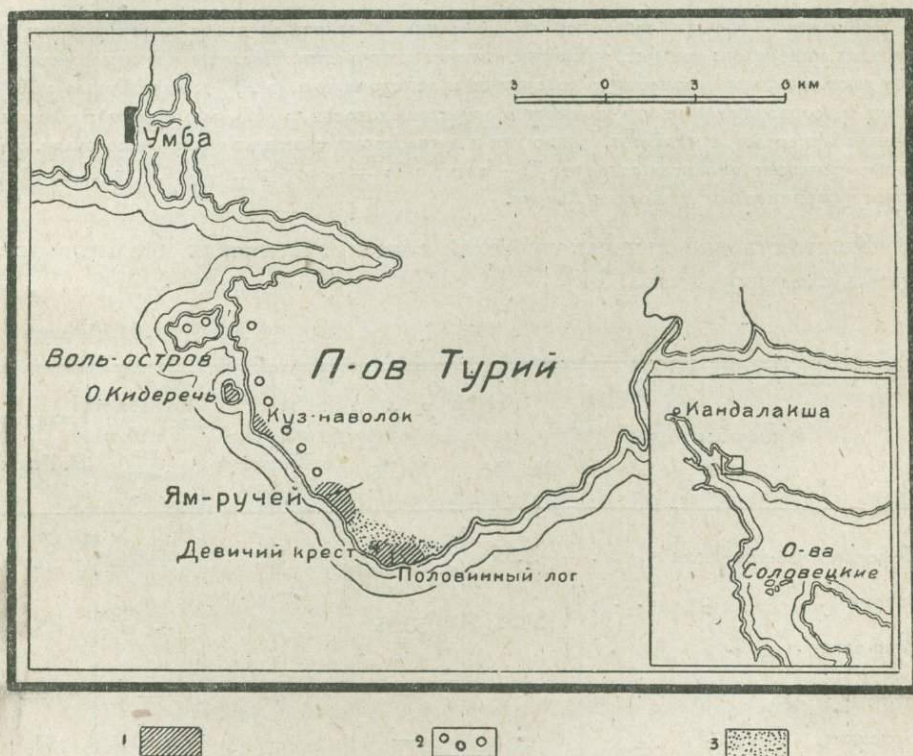 3 0 3 6 км
Умба
П-ов Турий
Воль-остров
О. Кидеречь
Куз-наволок
Ям-ручей
Девичий крест
Половинный лог
Кандалакша
О-ва
Соловецкие
1 2 3